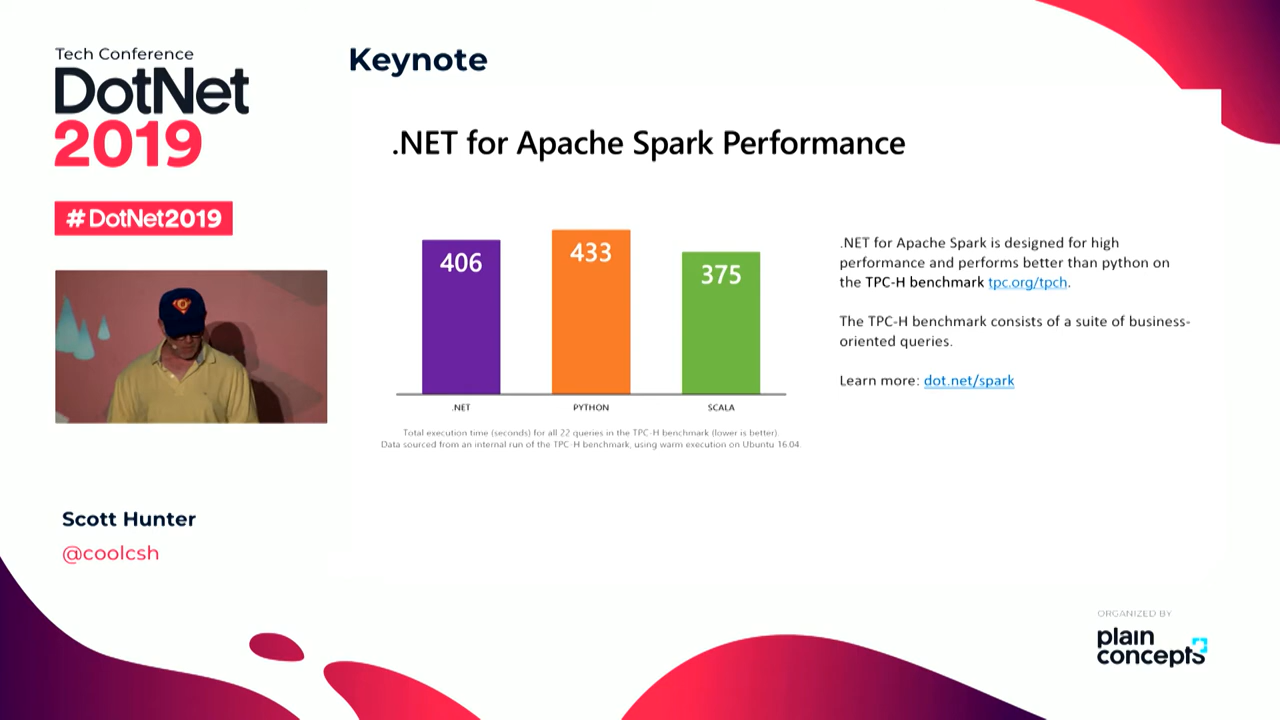 Tech Conference
DotNet
2019
#DotNet2019
Scott Hunter
@coolcsh
Keynote
.NET for Apache Spark Performance
406
433
375
.NET
PYTHON
SCALA
Total execution time (seconds) for all 22 queries in the TPC-H benchmark (lower is better).
Data sourced from an internal run of the TPC-H benchmark, using warm execution on Ubuntu 16.04.
.NET for Apache Spark is designed for high
performance and performs better than python on
the TPC-H benchmark tpc.org/tpch.
The TPC-H benchmark consists of a suite of business-
oriented queries.
Learn more: dot.net/spark
ORGANIZED BY
plain
concepts